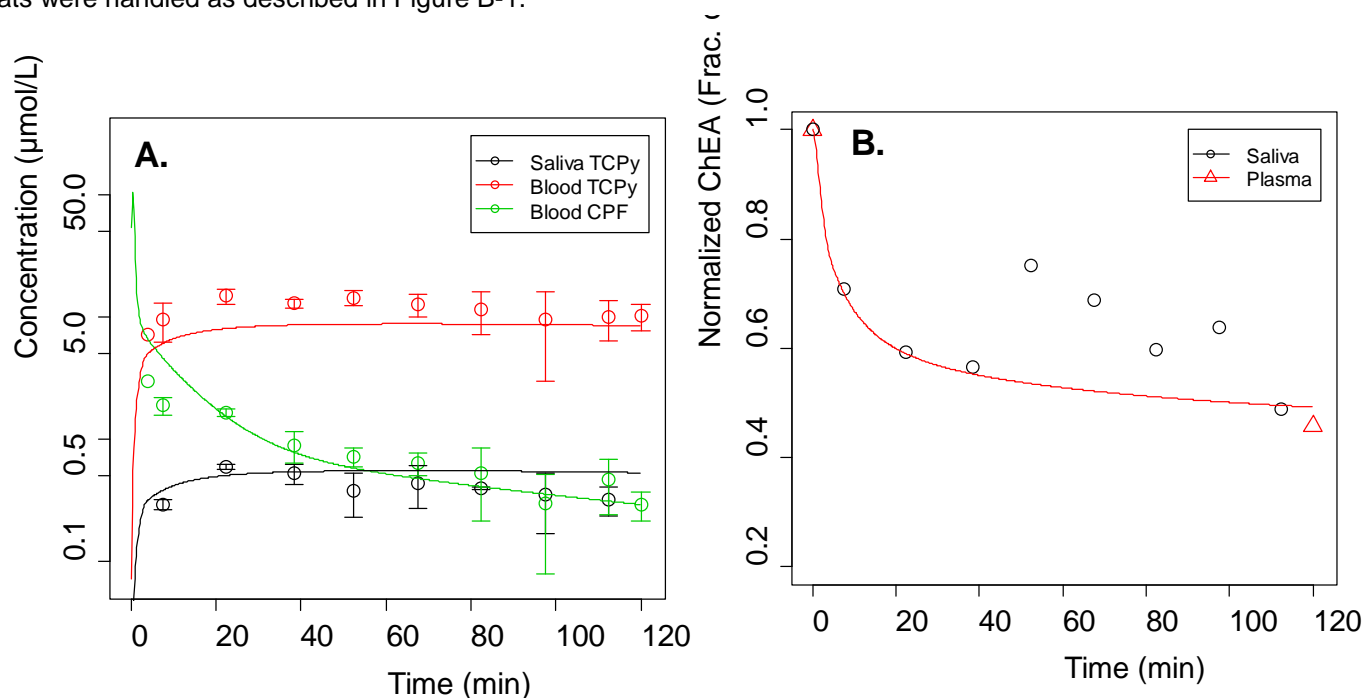 ats were handled as described in Figure B-1.
A.
Saliva TCPy
Blood TCPy
Blood CPF
Concentration (µmol/L)
50.0
5.0
5.0
0.5
0.1
0
20
40
60
80
100
120
Time (min)
B.
Saliva
Plasma
Normalized ChEA (Frac.
1.0
0.8
0.6
0.4
0.2
0
20
40
60
80
100
120
Time (min)